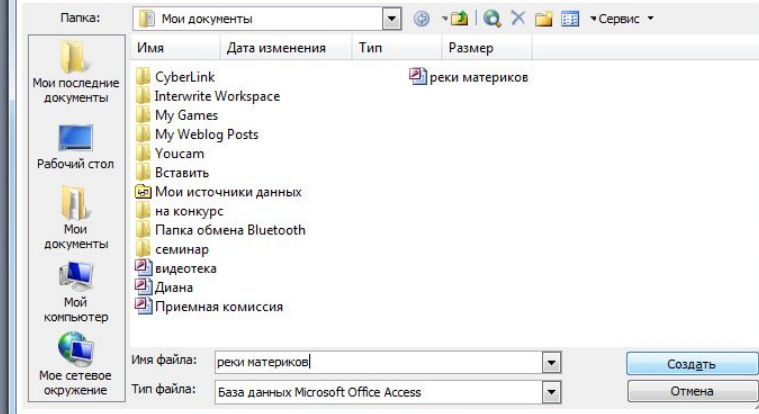 Папка:
Мои документы
Сервис
Имя
Дата изменения
Тип
Размер
Мои последние
документы
Рабочий стол
Мои
документы
Мой
компьютер
Мое сетевое
окружение
CyberLink
Interwrite Workspace
My Games
My Weblog Posts
Youcam
Вставить
Мои источники данных
на конкурс
Папка обмена Bluetooth
семинар
видеотека
Диана
Приемная комиссия
реки материков
Имя файла:
реки материков
Создать
Тип файла:
База данных Microsoft Office Access
Отмена